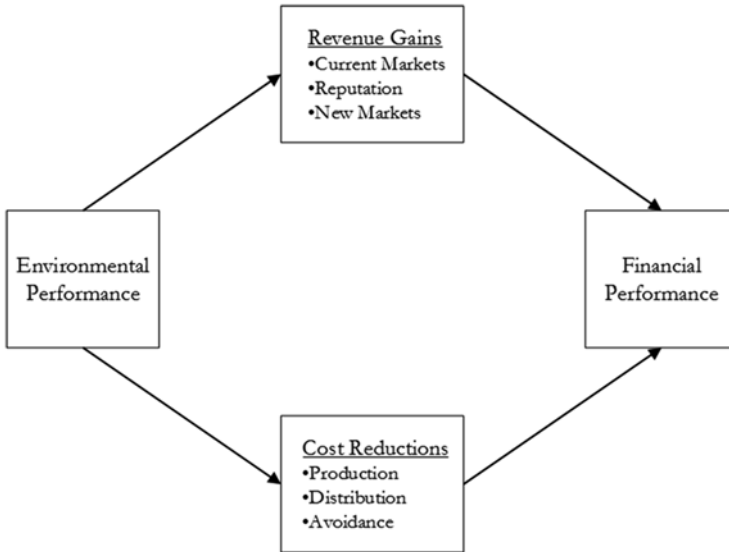 Revenue Gains
•Current Markets
•Reputation
•New Markets
Environmental
Performance
Financial
Performance
Cost Reductions
•Production
•Distribution
•Avoidance